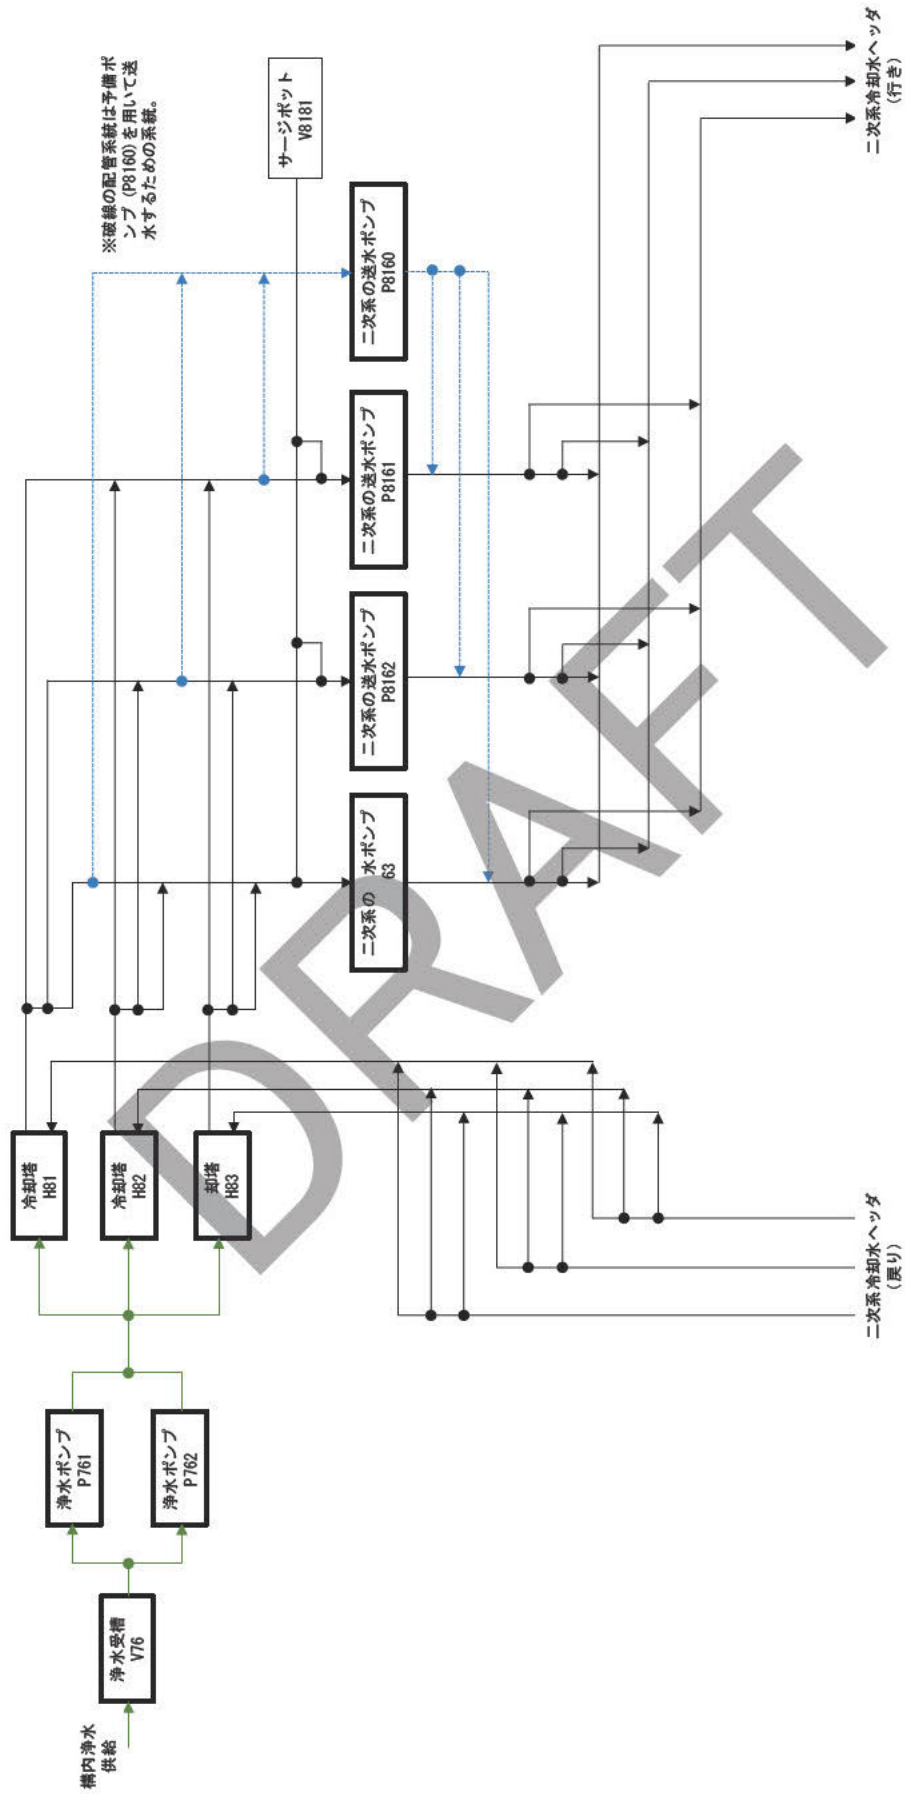 構内浄水
供給
浄水受槽
V76
浄水ポンプ
P761
浄水ポンプ
P762
冷却塔
H81
冷却塔
H82
却塔
H83
※破線の配管系統は予備ポ
ンプ(P8160)を用いて送
水するための系統。
サージポット
V8181
二次系の 水ポンプ
63
二次系の送水ポンプ
P8162
二次系の送水ポンプ
P8161
二次系の送水ポンプ
P8160
二次系冷却水ヘッダ
(戻り)
二次系冷却水ヘッダ
(行き)
DRAFT